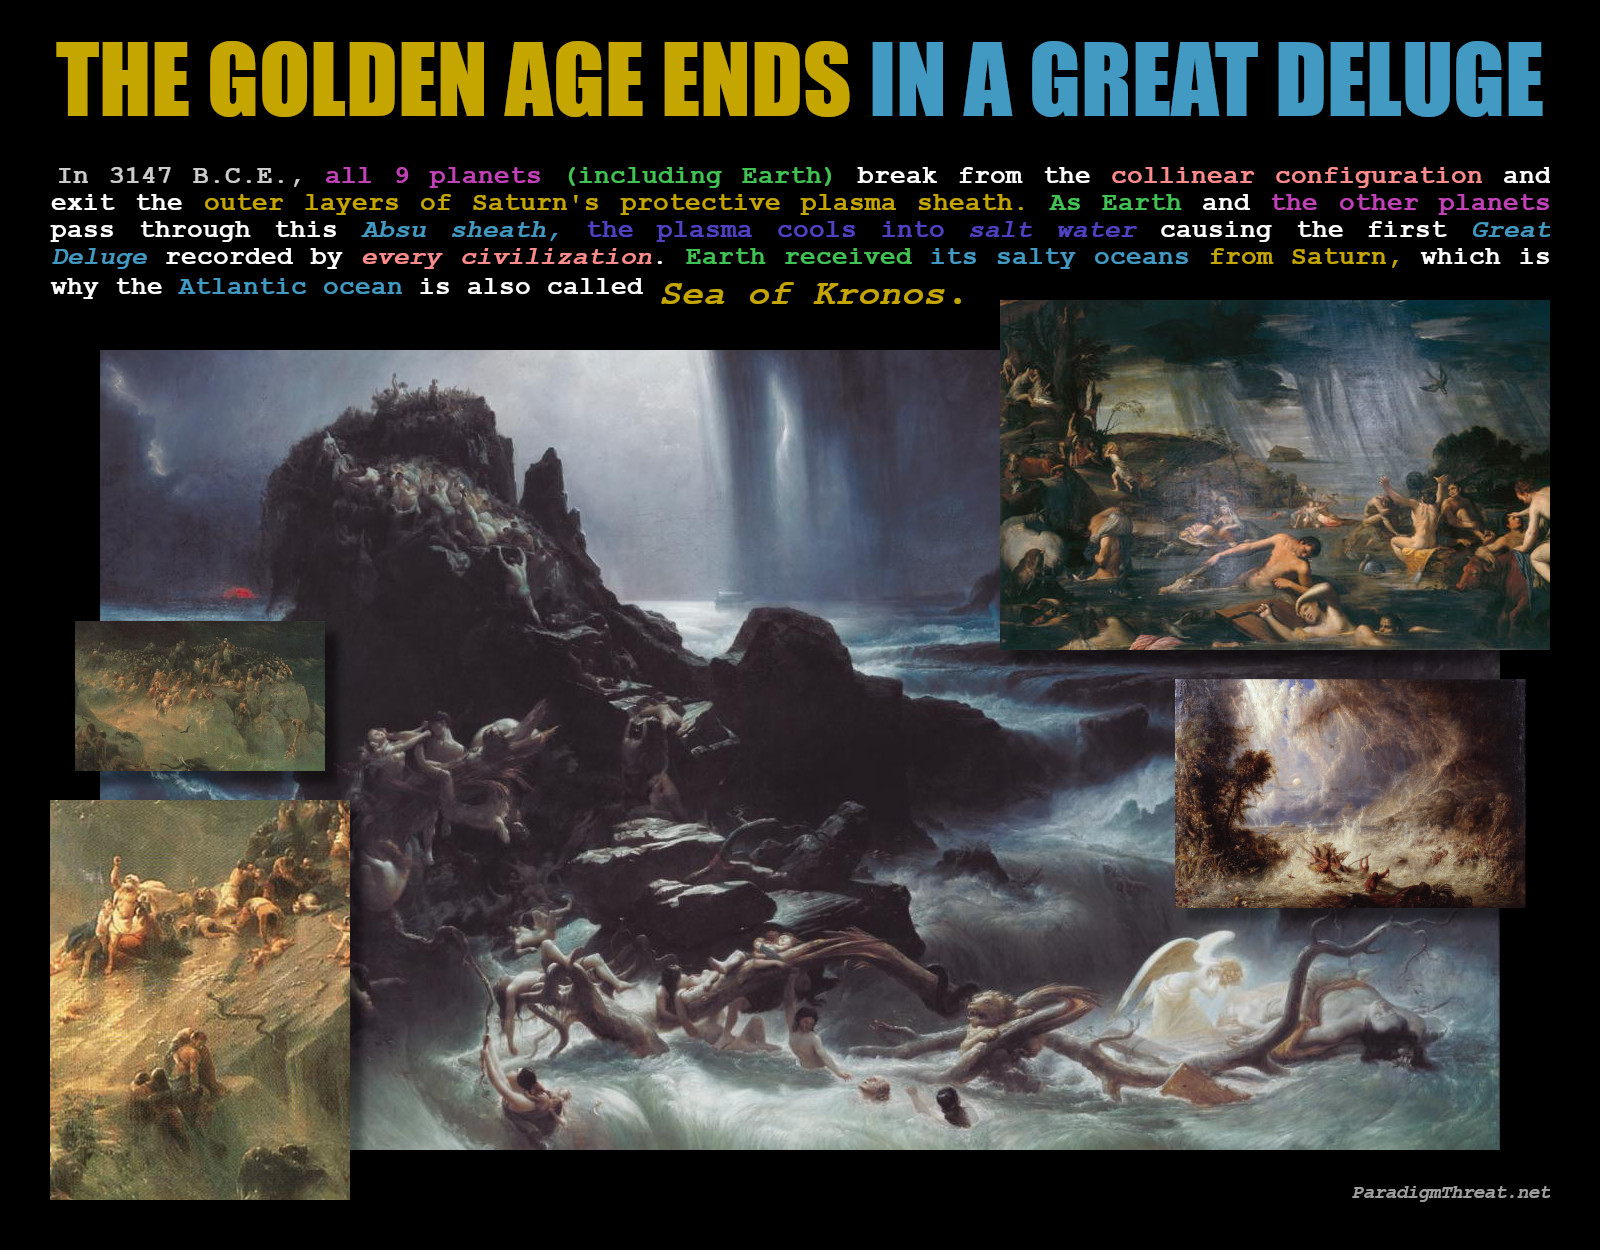 THE GOLDEN AGE ENDS IN A GREAT DELUGE
In 3147 B.C.E., all 9 planets (including Earth) break from the collinear configuration and
exit the outer layers of Saturn's protective plasma sheath. As Earth and the other planets
pass through this Absu sheath, the plasma cools into salt water causing the first Great
Deluge recorded by every civilization. Earth received its salty oceans from Saturn, which is
why the Atlantic ocean is also called Sea of Kronos.
ParadigmThreat.net